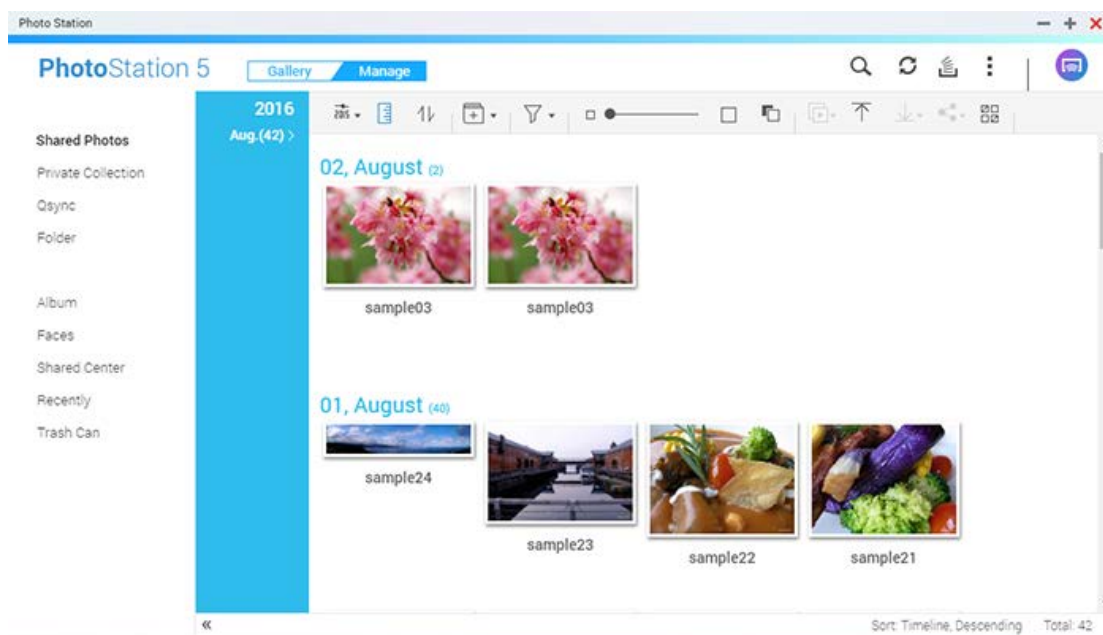 Photo Station
PhotoStation 5
Gallery
Manage
2016
Aug.(42) >
2015
Shared Photos
Private Collection
Qsync
Folder
Album
Faces
Shared Center
Recently
Trash Can
02, August (2)
sample03
sample03
01, August (40)
sample24
sample23
sample22
sample21
«
Sort: Timeline, Descending
Total: 42